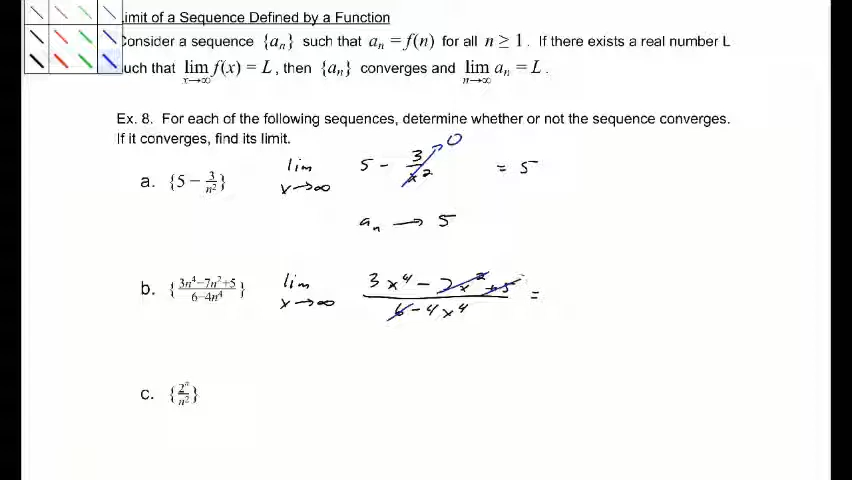 imit of a Sequence Defined by a Function
Consider a sequence {aₙ} such that aₙ = f(n) for all n ≥ 1. If there exists a real number L
such that lim x→∞ f(x) = L, then {aₙ} converges and lim n→∞ aₙ = L.
Ex. 8. For each of the following sequences, determine whether or not the sequence converges.
If it converges, find its limit.
a. {5 − 3/n²} lim x→∞ 5 − 3/x² 0 = 5
aₙ → 5
b. {(3n⁴−7n²+5)/(6−4n⁴)} lim x→∞ (3x⁴ − 7x² + 5)/(6 − 4x⁴) =
c. {2ⁿ/n²}